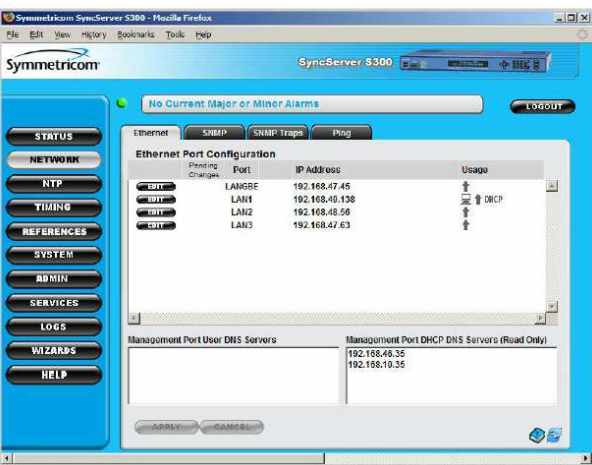 Symmetricom SyncServer S300 - Mozilla Firefox
File Edit View History Bookmarks Tools Help
Symmetricom
SyncServer S300
No Current Major or Minor Alarms
LOGOUT
STATUS
NETWORK
NTP
TIMING
REFERENCES
SYSTEM
ADMIN
SERVICES
LOGS
WIZARDS
HELP
Ethernet SNMP SNMP Traps Ping
Ethernet Port Configuration
Pending Changes Port IP Address Usage
EDIT LANGBE 192.168.47.45
EDIT LAN1 192.168.49.138 DHCP
EDIT LAN2 192.168.48.56
EDIT LAN3 192.168.47.63
Management Port User DNS Servers
Management Port DHCP DNS Servers (Read Only)
192.168.46.35
192.168.10.35
APPLY CANCEL